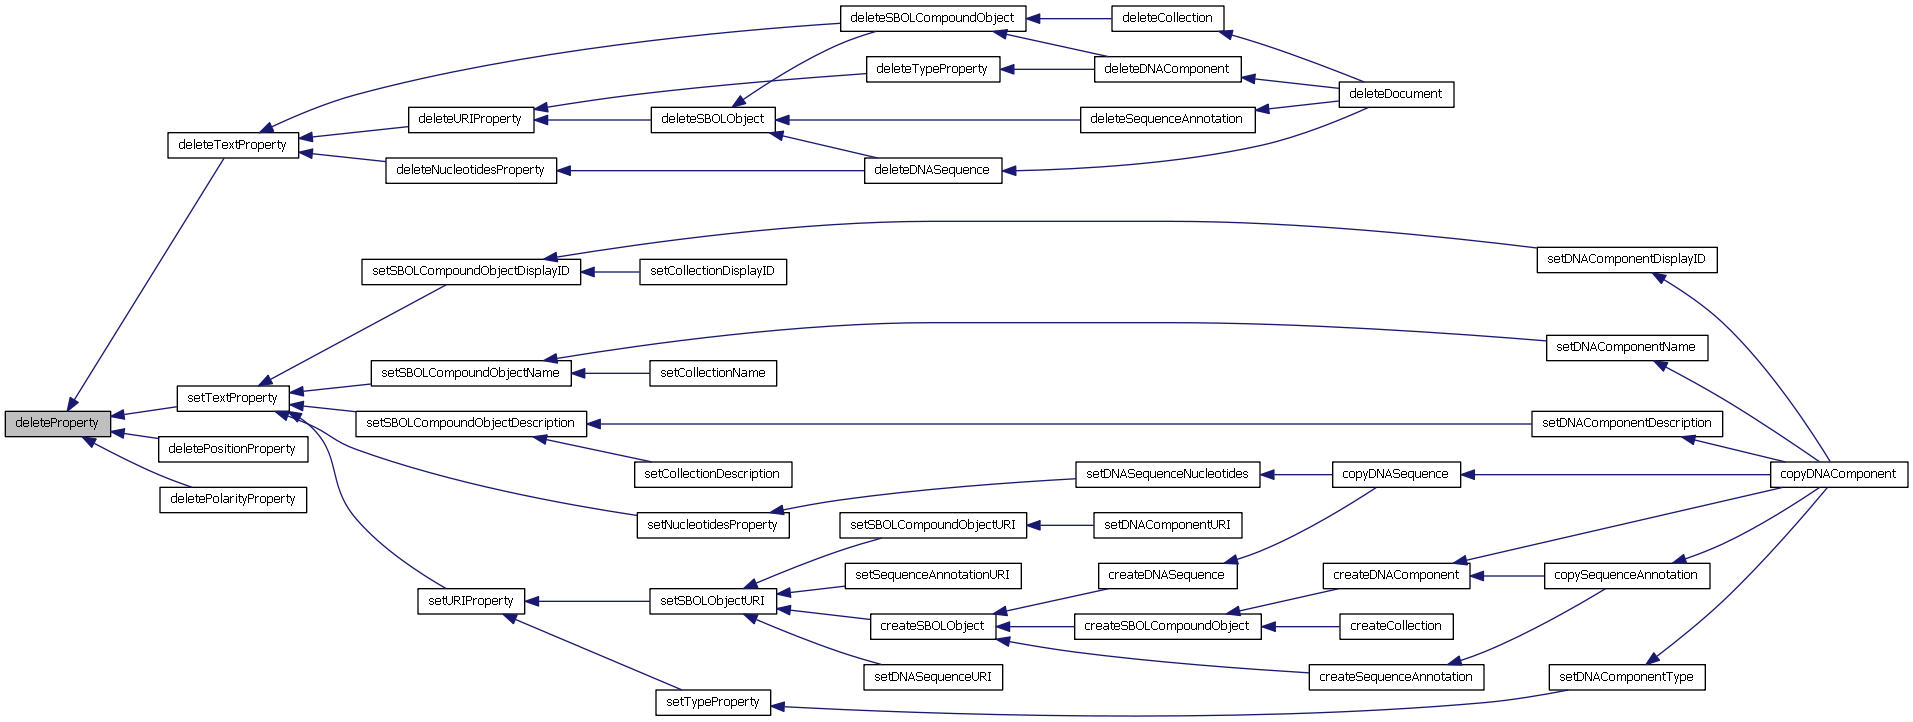 deleteSBOLCompoundObject
deleteCollection
deleteTypeProperty
deleteDNAComponent
deleteDocument
deleteURIProperty
deleteSBOLObject
deleteSequenceAnnotation
deleteTextProperty
deleteNucleotidesProperty
deleteDNASequence
setDNAComponentDisplayID
setSBOLCompoundObjectDisplayID
setCollectionDisplayID
setDNAComponentName
setSBOLCompoundObjectName
setCollectionName
setTextProperty
deleteProperty
setSBOLCompoundObjectDescription
setDNAComponentDescription
deletePositionProperty
setCollectionDescription
setDNASequenceNucleotides
copyDNASequence
copyDNAComponent
deletePolarityProperty
setNucleotidesProperty
setSBOLCompoundObjectURI
setDNAComponentURI
setSequenceAnnotationURI
createDNASequence
createDNAComponent
copySequenceAnnotation
setURIProperty
setSBOLObjectURI
createSBOLObject
createSBOLCompoundObject
createCollection
setDNASequenceURI
createSequenceAnnotation
setDNAComponentType
setTypeProperty